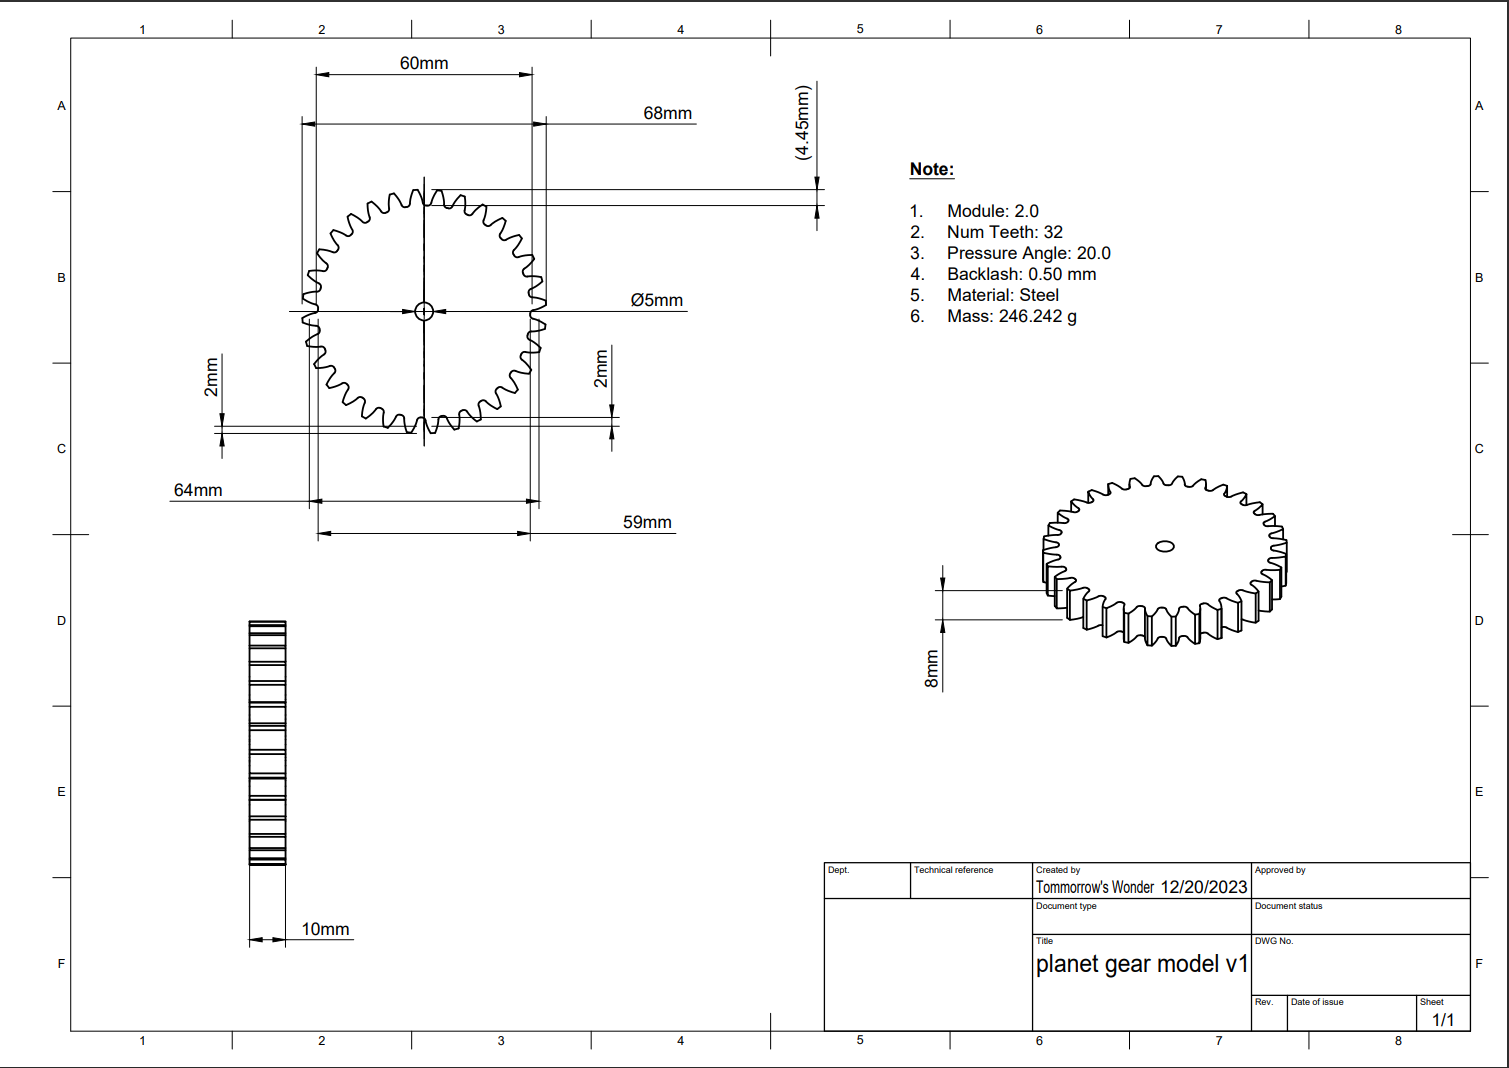 1 2 3 4 5 6 7 8
A A
B B
C C
D D
E E
F F
60mm
68mm
(4.45mm)
Ø5mm
2mm
2mm
64mm
59mm
Note:
1. Module: 2.0
2. Num Teeth: 32
3. Pressure Angle: 20.0
4. Backlash: 0.50 mm
5. Material: Steel
6. Mass: 246.242 g
8mm
10mm
Dept.
Technical reference
Created by
Tommorrow's Wonder 12/20/2023
Approved by
Document type
Document status
Title
planet gear model v1
DWG No.
Rev.
Date of issue
Sheet
1/1
1 2 3 4 5 6 7 8